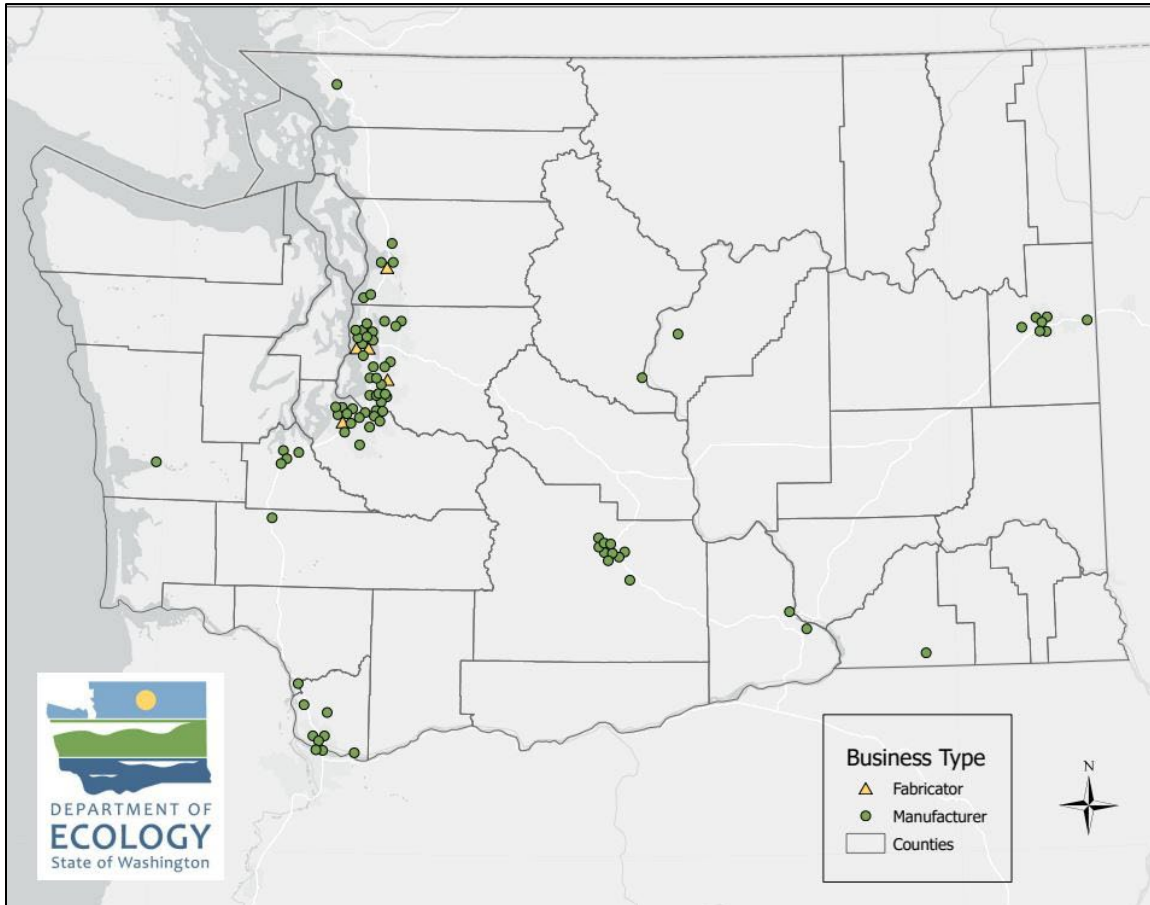 Business Type
Fabricator
Manufacturer
Counties
N
DEPARTMENT OF
ECOLOGY
State of Washington